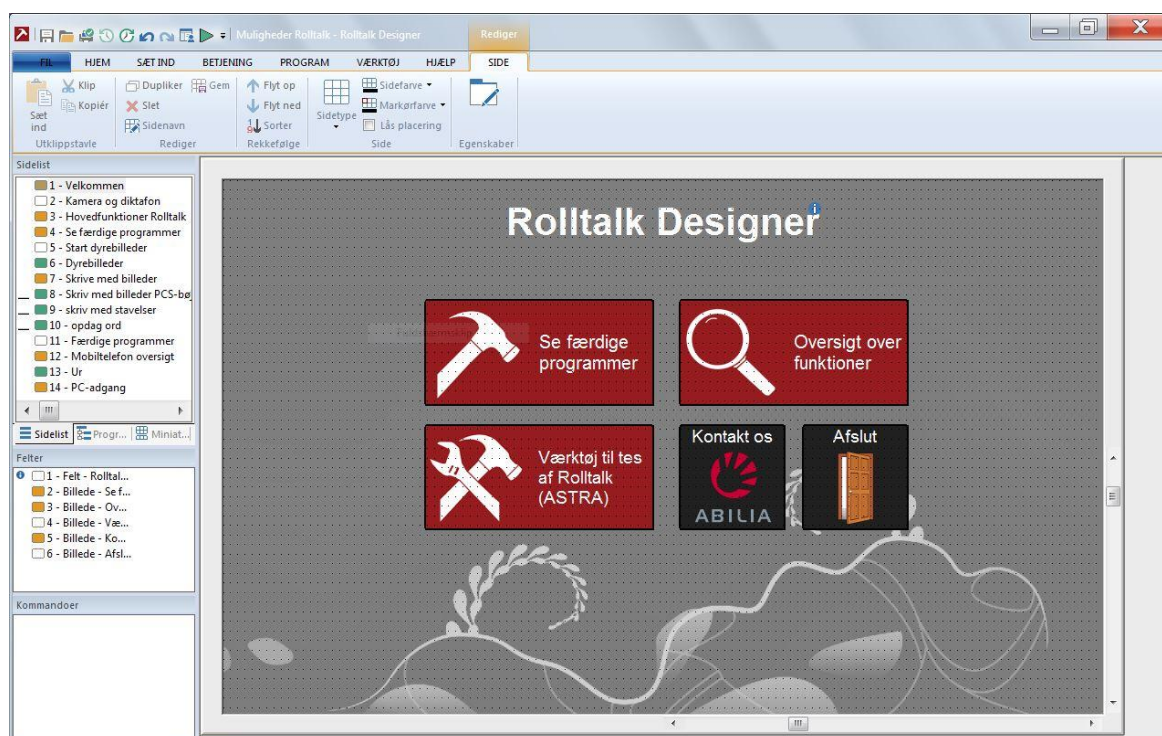 Muligheder Rolltalk - Rolltalk Designer
Rediger
FIL HJEM SÆT IND BETJENING PROGRAM VÆRKTØJ HJÆLP SIDE
Klip
Kopiér
Sæt
ind
Utklippstavle
Dupliker
Gem
Slet
Sidenavn
Rediger
Flyt op
Flyt ned
Sorter
Rekkefølge
Sidetype
Sidefarve
Markørfarve
Lås placering
Side
Egenskaber
Sidelist
1 - Velkommen
2 - Kamera og diktafon
3 - Hovedfunktioner Rolltalk
4 - Se færdige programmer
5 - Start dyrebilleder
6 - Dyrebilleder
7 - Skrive med billeder
8 - Skriv med billeder PCS-bøj
9 - skriv med stavelser
10 - opdag ord
11 - Færdige programmer
12 - Mobiltelefon oversigt
13 - Ur
14 - PC-adgang
Sidelist Progr... Miniat...
Felter
1 - Felt - Rolltal...
2 - Billede - Se f...
3 - Billede - Ov...
4 - Billede - Væ...
5 - Billede - Ko...
6 - Billede - Afsl...
Kommandoer
Rolltalk Designer
Se færdige
programmer
Oversigt over
funktioner
Værktøj til tes
af Rolltalk
(ASTRA)
Kontakt os
ABILIA
Afslut